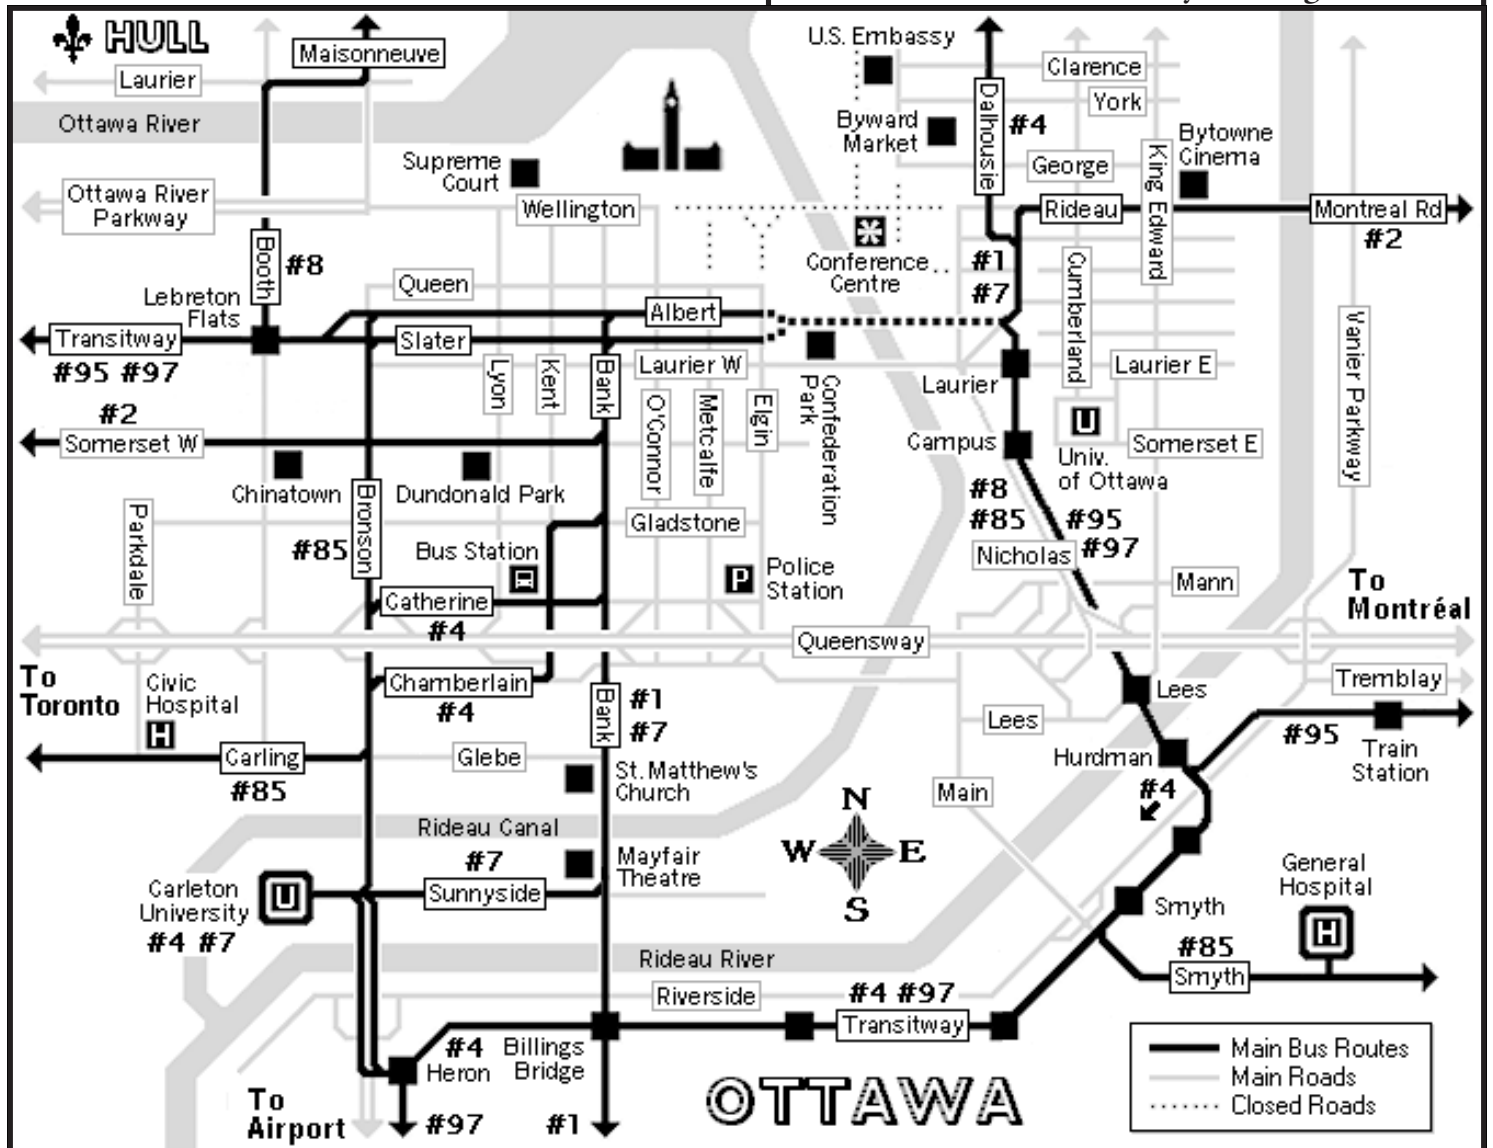 HULL
Maisonneuve
U.S. Embassy
Laurier
Clarence
York
Ottawa River
Byward
Market
Dalhousie
#4
Bytowne
Cinema
Supreme
Court
George
King Edward
Ottawa River
Parkway
Wellington
Rideau
Montreal Rd
#2
Booth
#8
Conference
Centre
#1
#7
Cumberland
Lebreton
Flats
Queen
Albert
Transitway
Slater
#95 #97
Lyon
Kent
Bank
Laurier W
Laurier
Laurier E
Vanier Parkway
Confederation
Park
O'Connor
Metcalfe
Elgin
#2
Somerset W
Campus
U
Somerset E
Univ.
of Ottawa
Chinatown
Dundonald Park
#8
#85
#95
#97
Parkdale
Bronson
Gladstone
#85
Bus Station
Nicholas
P
Police
Station
Mann
To
Montréal
Catherine
#4
Queensway
To
Toronto
Civic
Hospital
H
Chamberlain
#4
Bank
#1
#7
Lees
Tremblay
Lees
#95
Train
Station
Carling
#85
Glebe
Hurdman
#4
St. Matthew's
Church
Main
N
W
E
S
Rideau Canal
#7
Mayfair
Theatre
General
Hospital
H
Carleton
University
U
#4 #7
Sunnyside
Smyth
#85
Smyth
Rideau River
Riverside
#4 #97
Transitway
#4
Heron
Billings
Bridge
To
Airport
#97
#1
OTTAWA
Main Bus Routes
Main Roads
Closed Roads